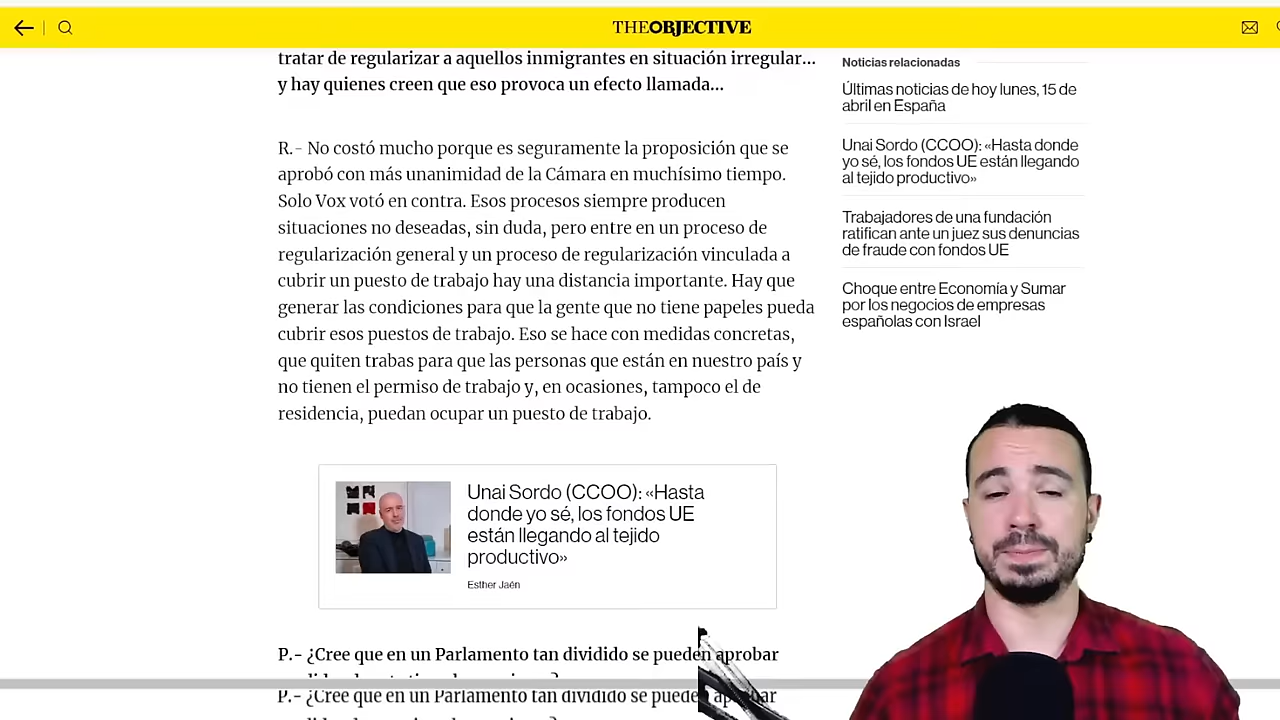 THEOBJECTIVE
tratar de regularizar a aquellos inmigrantes en situación irregular...
y hay quienes creen que eso provoca un efecto llamada...
R.- No costó mucho porque es seguramente la proposición que se
aprobó con más unanimidad de la Cámara en muchísimo tiempo.
Solo Vox votó en contra. Esos procesos siempre producen
situaciones no deseadas, sin duda, pero entre en un proceso de
regularización general y un proceso de regularización vinculada a
cubrir un puesto de trabajo hay una distancia importante. Hay que
generar las condiciones para que la gente que no tiene papeles pueda
cubrir esos puestos de trabajo. Eso se hace con medidas concretas,
que quiten trabas para que las personas que están en nuestro país y
no tienen el permiso de trabajo y, en ocasiones, tampoco el de
residencia, puedan ocupar un puesto de trabajo.
Unai Sordo (CCOO): «Hasta
donde yo sé, los fondos UE
están llegando al tejido
productivo»
Esther Jaén
P.- ¿Cree que en un Parlamento tan dividido se pueden aprobar
P.- ¿Cree que en un Parlamento tan dividido se pueden aprobar
Noticias relacionadas
Últimas noticias de hoy lunes, 15 de
abril en España
Unai Sordo (CCOO): «Hasta donde
yo sé, los fondos UE están llegando
al tejido productivo»
Trabajadores de una fundación
ratifican ante un juez sus denuncias
de fraude con fondos UE
Choque entre Economía y Sumar
por los negocios de empresas
españolas con Israel